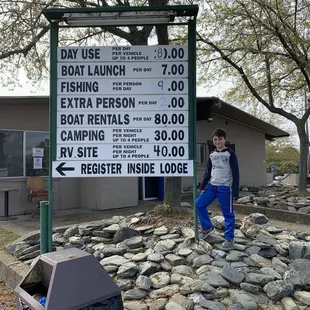 DAY USE PER DAY PER VEHICLE UP TO 4 PEOPLE .00
BOAT LAUNCH PER DAY 7.00
FISHING PER DAY PER PERSON 9.00
EXTRA PERSON PER DAY 2.00
BOAT RENTALS PER DAY 80.00
CAMPING PER NIGHT PER VEHICLE UP TO 4 PEOPLE 30.00
RV SITE PER NIGHT PER VEHICLE UP TO 4 PEOPLE 40.00
← REGISTER INSIDE LODGE